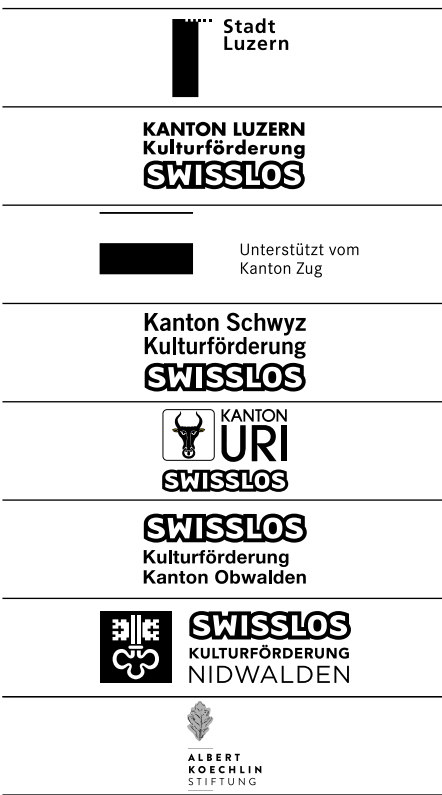 Stadt
Luzern
KANTON LUZERN
Kulturförderung
SWISSLOS
Unterstützt vom
Kanton Zug
Kanton Schwyz
Kulturförderung
SWISSLOS
KANTON
URI
SWISSLOS
SWISSLOS
Kulturförderung
Kanton Obwalden
SWISSLOS
KULTURFÖRDERUNG
NIDWALDEN
ALBERT
KOECHLIN
STIFTUNG